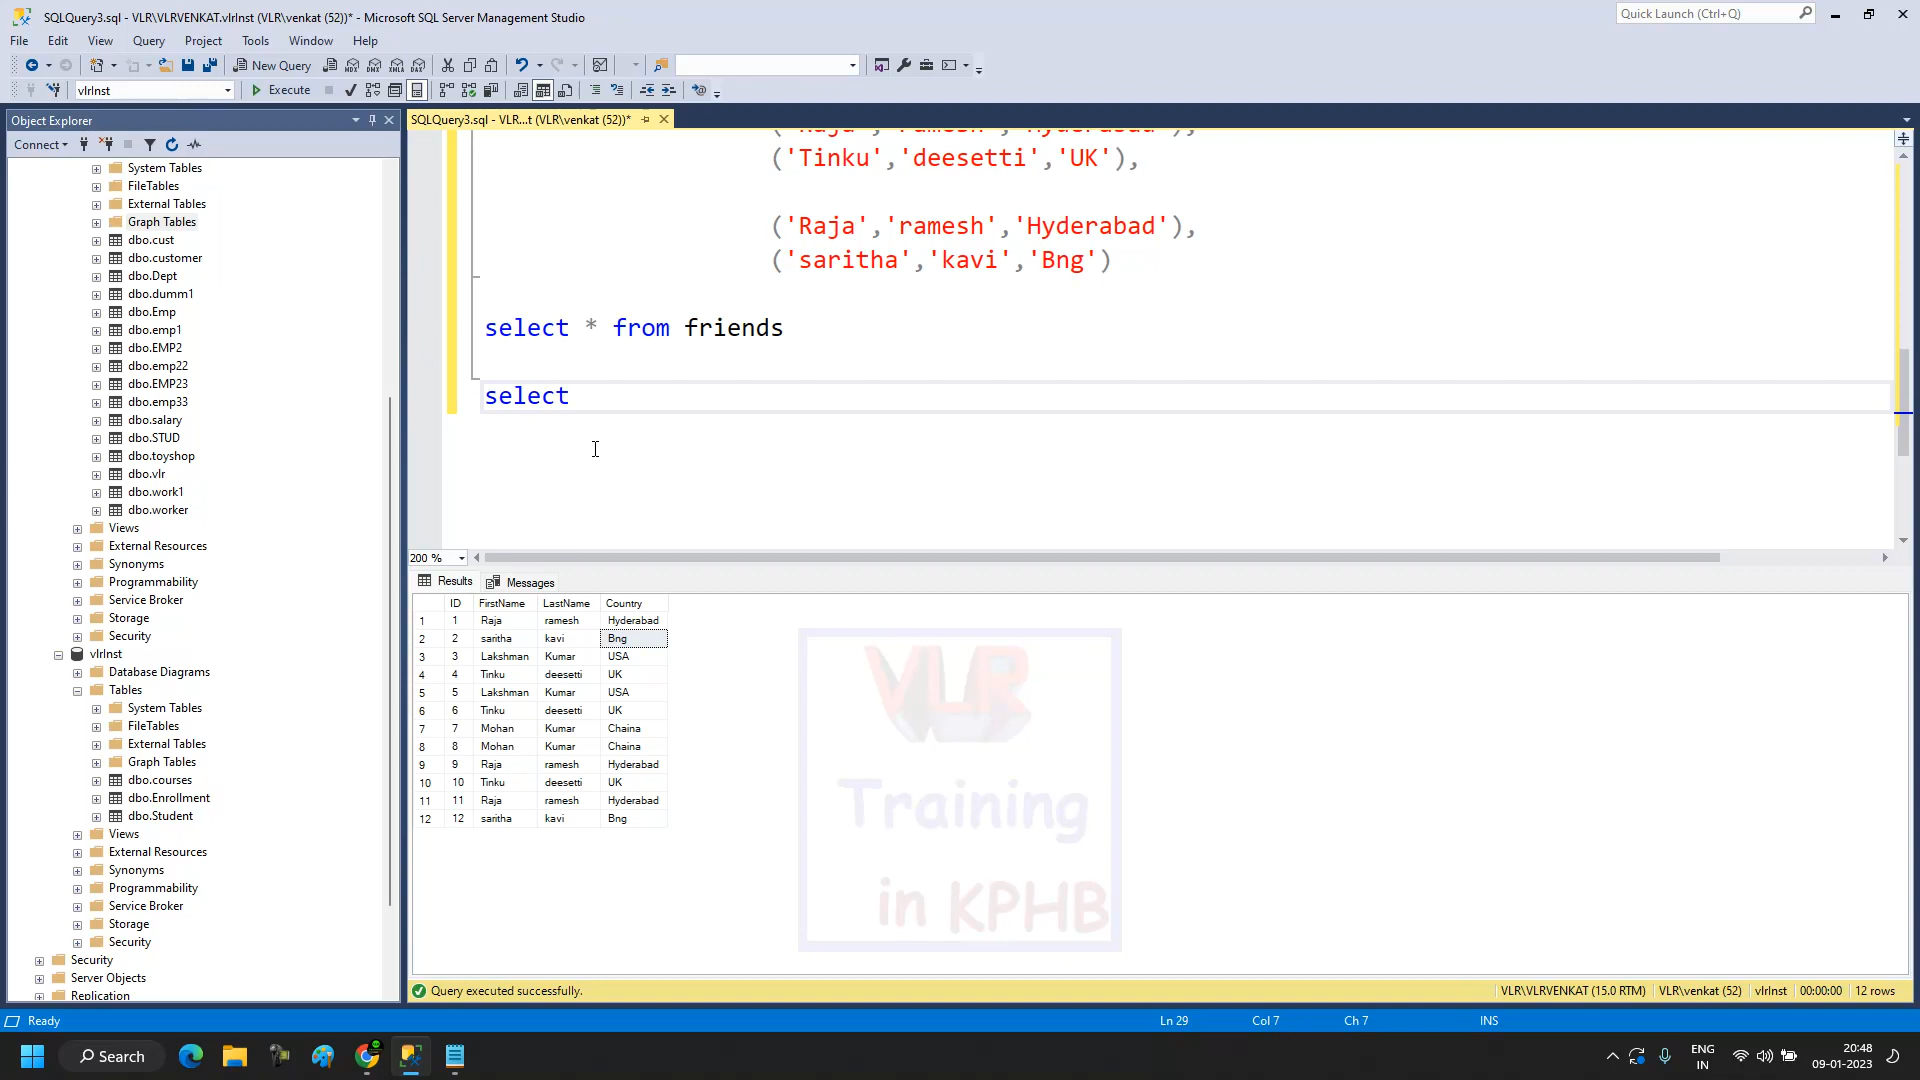 SQLQuery3.sql - VLR\VLRVENKAT.vlrInst (VLR\venkat (52))* - Microsoft SQL Server Management Studio
Quick Launch (Ctrl+Q)
File Edit View Query Project Tools Window Help
New Query
vlrInst Execute
Object Explorer
SQLQuery3.sql - VLR...t (VLR\venkat (52))*
Connect
System Tables
FileTables
External Tables
Graph Tables
dbo.cust
dbo.customer
dbo.Dept
dbo.dumm1
dbo.Emp
dbo.emp1
dbo.EMP2
dbo.emp22
dbo.EMP23
dbo.emp33
dbo.salary
dbo.STUD
dbo.toyshop
dbo.vlr
dbo.work1
dbo.worker
Views
External Resources
Synonyms
Programmability
Service Broker
Storage
Security
vlrInst
Database Diagrams
Tables
System Tables
FileTables
External Tables
Graph Tables
dbo.courses
dbo.Enrollment
dbo.Student
Views
External Resources
Synonyms
Programmability
Service Broker
Storage
Security
Security
Server Objects
Replication
('Raja','ramesh','Hyderabad'),
('Tinku','deesetti','UK'),
('Raja','ramesh','Hyderabad'),
('saritha','kavi','Bng')
select * from friends
select
200 %
Results Messages
ID FirstName LastName Country
1 1 Raja ramesh Hyderabad
2 2 saritha kavi Bng
3 3 Lakshman Kumar USA
4 4 Tinku deesetti UK
5 5 Lakshman Kumar USA
6 6 Tinku deesetti UK
7 7 Mohan Kumar Chaina
8 8 Mohan Kumar Chaina
9 9 Raja ramesh Hyderabad
10 10 Tinku deesetti UK
11 11 Raja ramesh Hyderabad
12 12 saritha kavi Bng
VLR
Training
in KPHB
Query executed successfully. VLR\VLRVENKAT (15.0 RTM) VLR\venkat (52) vlrInst 00:00:00 12 rows
Ready Ln 29 Col 7 Ch 7 INS
Search
ENG
IN
20:48
09-01-2023